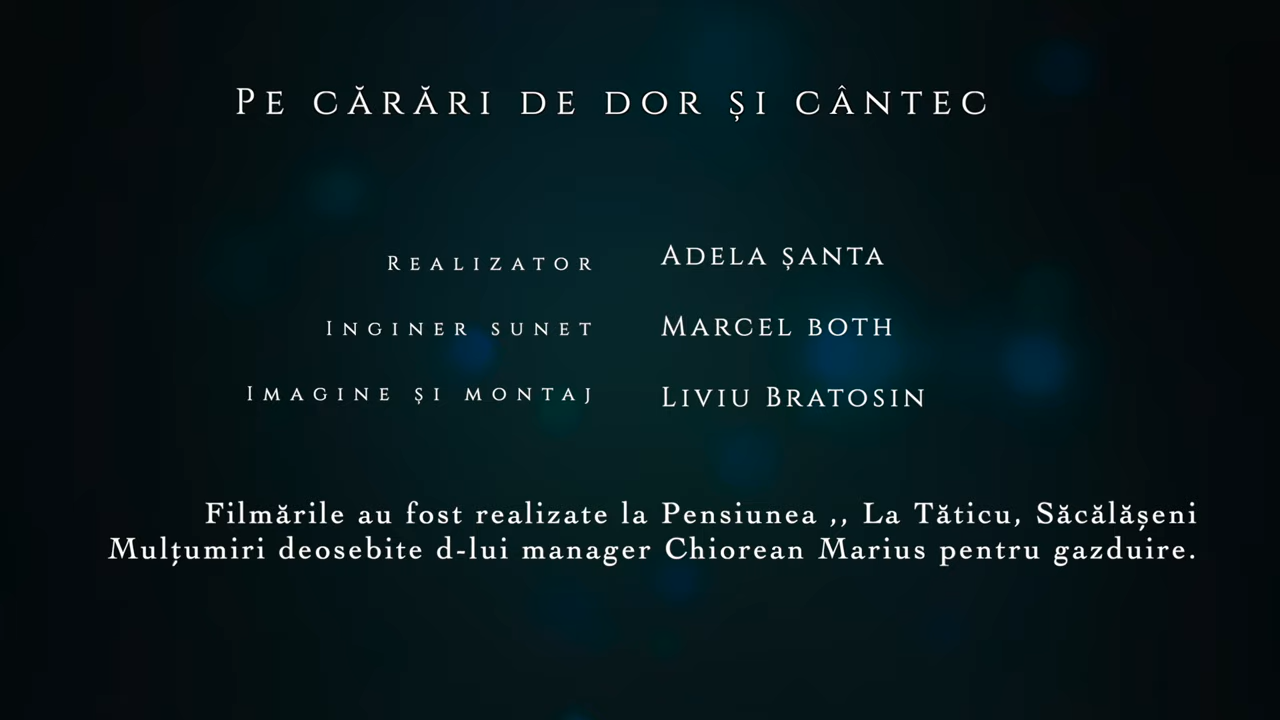 Pe cărări de dor și cântec
Realizator Adela șanta
Inginer sunet Marcel both
Imagine și montaj Liviu Bratosin
Filmările au fost realizate la Pensiunea ,, La Tăticu, Săcălășeni
Mulțumiri deosebite d-lui manager Chiorean Marius pentru gazduire.